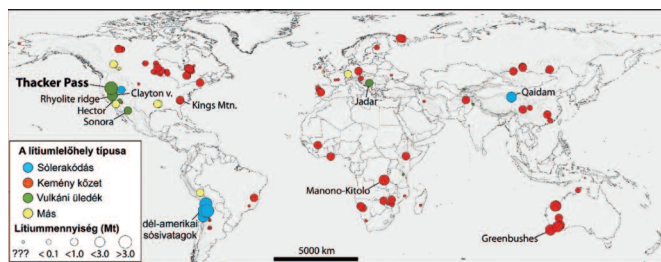 Thacker Pass
Rhyolite ridge
Clayton v.
Hector
Sonora
Kings Mtn.
Jadar
Qaidam
Manono-Kitolo
Greenbushes
dél-amerikai
sósivatagok
A lítiumlelőhely típusa
Sólerakódás
Kemény kőzet
Vulkáni üledék
Más
Lítiummennyiség (Mt)
??? < 0.1 <1.0 <3.0 >3.0
5000 km